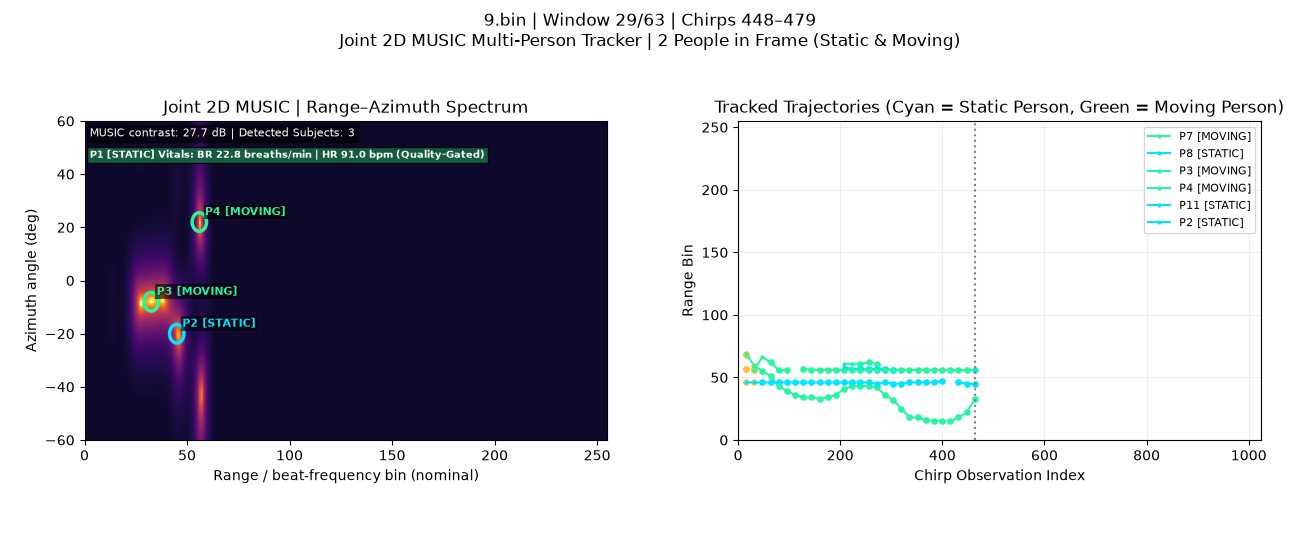 9.bin | Window 29/63 | Chirps 448–479
Joint 2D MUSIC Multi-Person Tracker | 2 People in Frame (Static & Moving)
Joint 2D MUSIC | Range–Azimuth Spectrum
MUSIC contrast: 27.7 dB | Detected Subjects: 3
P1 [STATIC] Vitals: BR 22.8 breaths/min | HR 91.0 bpm (Quality-Gated)
P4 [MOVING]
P3 [MOVING]
P2 [STATIC]
60
40
20
0
−20
−40
−60
Azimuth angle (deg)
0
50
100
150
200
250
Range / beat-frequency bin (nominal)
Tracked Trajectories (Cyan = Static Person, Green = Moving Person)
P7 [MOVING]
P8 [STATIC]
P3 [MOVING]
P4 [MOVING]
P11 [STATIC]
P2 [STATIC]
250
200
150
100
50
0
Range Bin
0
200
400
600
800
1000
Chirp Observation Index